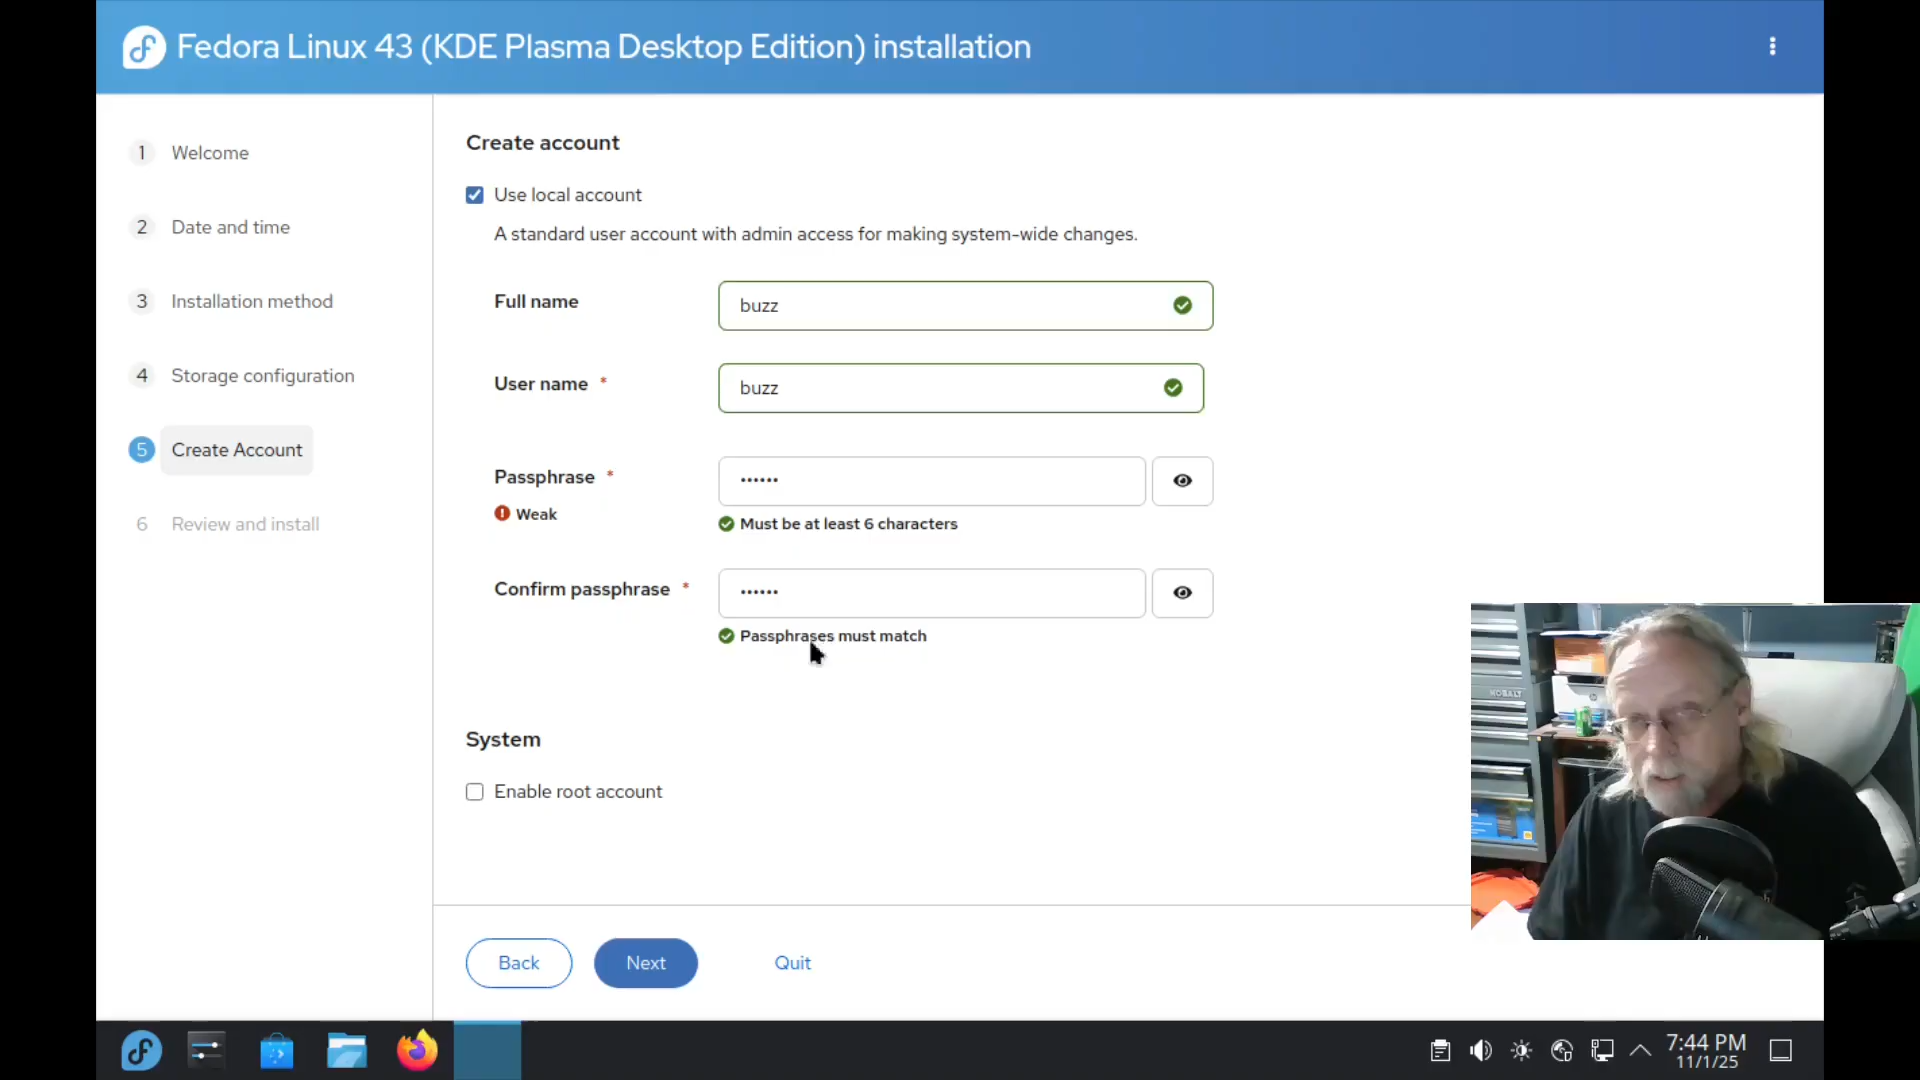 Fedora Linux 43 (KDE Plasma Desktop Edition) installation
1 Welcome
2 Date and time
3 Installation method
4 Storage configuration
5 Create Account
6 Review and install
Create account
Use local account
A standard user account with admin access for making system-wide changes.
Full name
buzz
User name *
buzz
Passphrase *
••••••
Weak
Must be at least 6 characters
Confirm passphrase *
••••••
Passphrases must match
System
Enable root account
Back
Next
Quit
KOBALT
7:44 PM
11/1/25